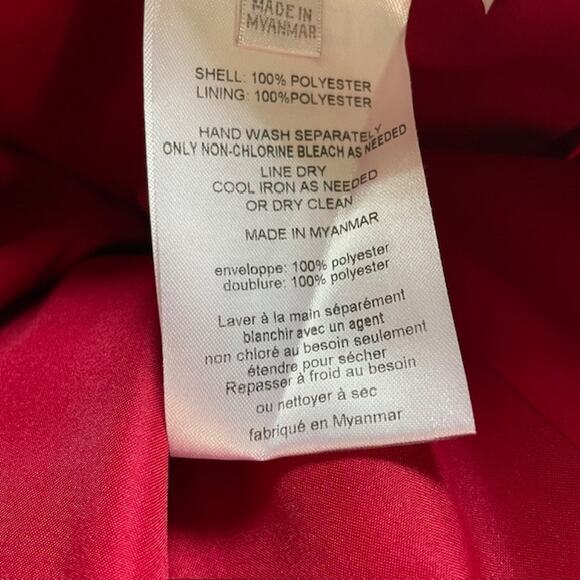 MADE IN
MYANMAR
SHELL: 100% POLYESTER
LINING: 100%POLYESTER
HAND WASH SEPARATELY
ONLY NON-CHLORINE BLEACH AS NEEDED
LINE DRY
COOL IRON AS NEEDED
OR DRY CLEAN
MADE IN MYANMAR
enveloppe: 100% polyester
doublure: 100% polyester
Laver à la main séparément
blanchir avec un agent
non chloré au besoin seulement
étendre pour sécher
Repasser à froid au besoin
ou nettoyer à sec
fabriqué en Myanmar